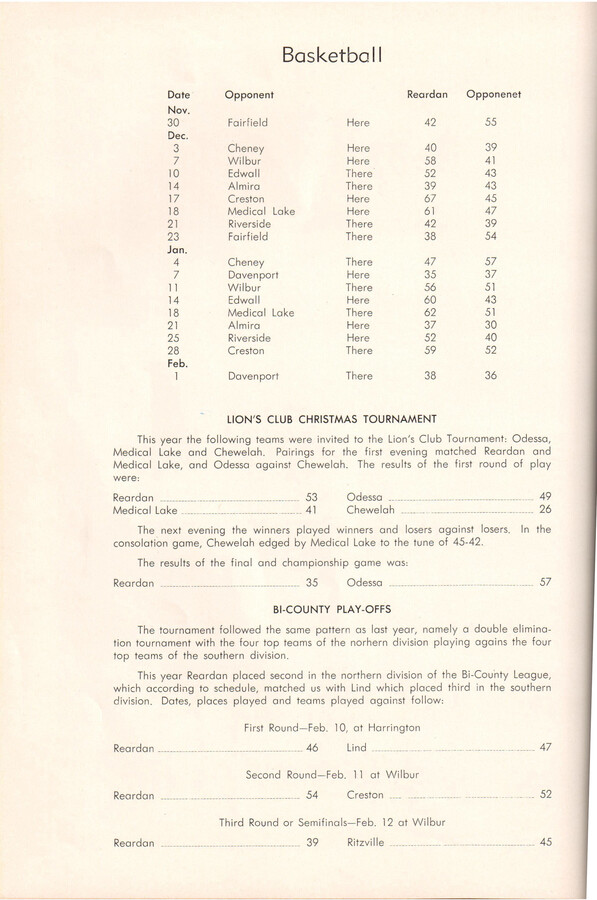 Basketball
Date Opponent Reardan Opponenet
Nov.
30 Fairfield Here 42 55
Dec.
3 Cheney Here 40 39
7 Wilbur Here 58 41
10 Edwall There 52 43
14 Almira There 39 43
17 Creston Here 67 45
18 Medical Lake Here 61 47
21 Riverside There 42 39
23 Fairfield There 38 54
Jan.
4 Cheney There 47 57
7 Davenport Here 35 37
11 Wilbur There 56 51
14 Edwall Here 60 43
18 Medical Lake There 62 51
21 Almira Here 37 30
25 Riverside Here 52 40
28 Creston There 59 52
Feb.
1 Davenport There 38 36
LION'S CLUB CHRISTMAS TOURNAMENT
This year the following teams were invited to the Lion's Club Tournament: Odessa,
Medical Lake and Chewelah. Pairings for the first evening matched Reardan and
Medical Lake, and Odessa against Chewelah. The results of the first round of play
were:
Reardan 53 Odessa 49
Medical Lake 41 Chewelah 26
The next evening the winners played winners and losers against losers. In the
consolation game, Chewelah edged by Medical Lake to the tune of 45-42.
The results of the final and championship game was:
Reardan 35 Odessa 57
BI-COUNTY PLAY-OFFS
The tournament followed the same pattern as last year, namely a double elimina-
tion tournament with the four top teams of the norhern division playing agains the four
top teams of the southern division.
This year Reardan placed second in the northern division of the Bi-County League,
which according to schedule, matched us with Lind which placed third in the southern
division. Dates, places played and teams played against follow:
First Round—Feb. 10, at Harrington
Reardan 46 Lind 47
Second Round—Feb. 11 at Wilbur
Reardan 54 Creston 52
Third Round or Semifinals—Feb. 12 at Wilbur
Reardan 39 Ritzville 45